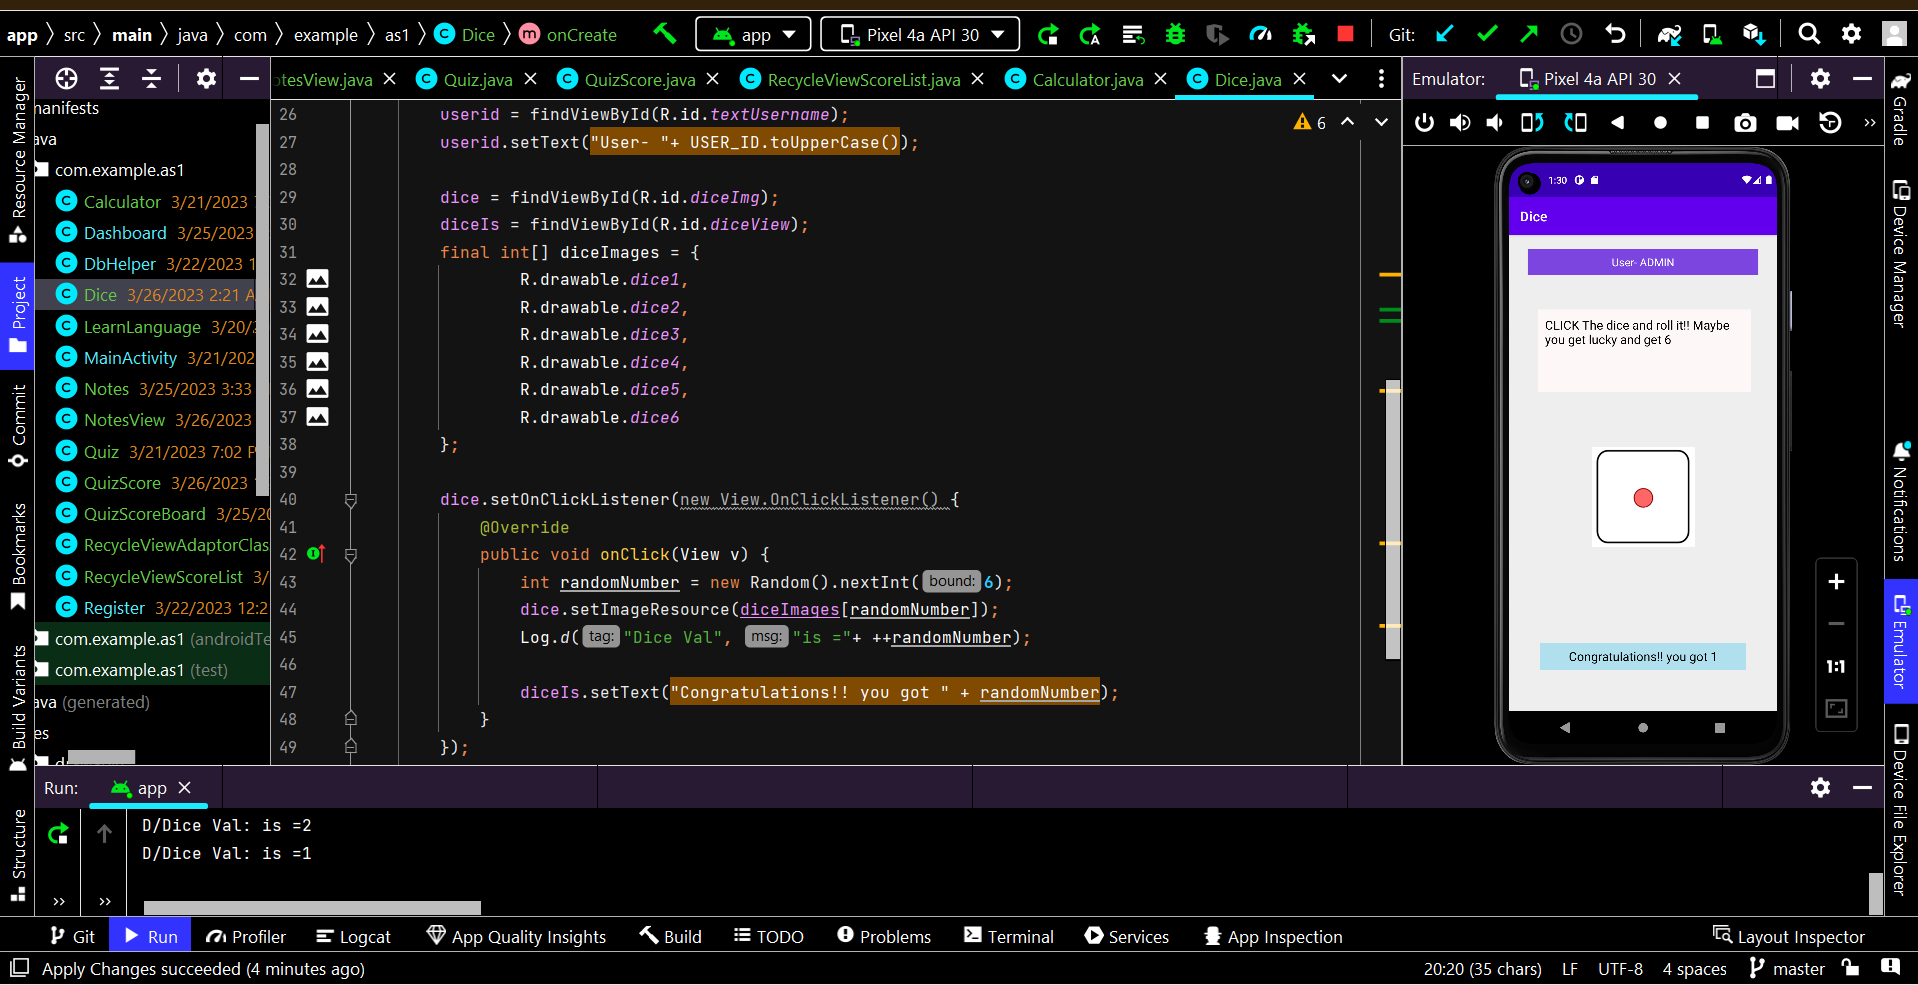 app src main java com example as1 Dice onCreate app Pixel 4a API 30 Git:
otesView.java Quiz.java QuizScore.java RecycleViewScoreList.java Calculator.java Dice.java
Emulator: Pixel 4a API 30
Resource Manager
Project
Commit
Bookmarks
Build Variants
Structure
manifests
ava
com.example.as1
Calculator 3/21/2023
Dashboard 3/25/2023
DbHelper 3/22/2023 1
Dice 3/26/2023 2:21 A
LearnLanguage 3/20/2
MainActivity 3/21/202
Notes 3/25/2023 3:33
NotesView 3/26/2023
Quiz 3/21/2023 7:02 P
QuizScore 3/26/2023
QuizScoreBoard 3/25/20
RecycleViewAdaptorClas
RecycleViewScoreList 3/
Register 3/22/2023 12:2
com.example.as1 (androidTe
com.example.as1 (test)
ava (generated)
es
d
26 userid = findViewById(R.id.textUsername);
27 userid.setText("User- "+ USER_ID.toUpperCase());
28
29 dice = findViewById(R.id.diceImg);
30 diceIs = findViewById(R.id.diceView);
31 final int[] diceImages = {
32 R.drawable.dice1,
33 R.drawable.dice2,
34 R.drawable.dice3,
35 R.drawable.dice4,
36 R.drawable.dice5,
37 R.drawable.dice6
38 };
39
40 dice.setOnClickListener(new View.OnClickListener() {
41 @Override
42 public void onClick(View v) {
43 int randomNumber = new Random().nextInt( bound: 6);
44 dice.setImageResource(diceImages[randomNumber]);
45 Log.d( tag: "Dice Val", msg: "is ="+ ++randomNumber);
46
47 diceIs.setText("Congratulations!! you got " + randomNumber);
48 }
49 });
6
1:30
Dice
User- ADMIN
CLICK The dice and roll it!! Maybe
you get lucky and get 6
Congratulations!! you got 1
1:1
Gradle
Device Manager
Notifications
Emulator
Device File Explorer
Run: app
D/Dice Val: is =2
D/Dice Val: is =1
Git Run Profiler Logcat App Quality Insights Build TODO Problems Terminal Services App Inspection Layout Inspector
Apply Changes succeeded (4 minutes ago) 20:20 (35 chars) LF UTF-8 4 spaces master